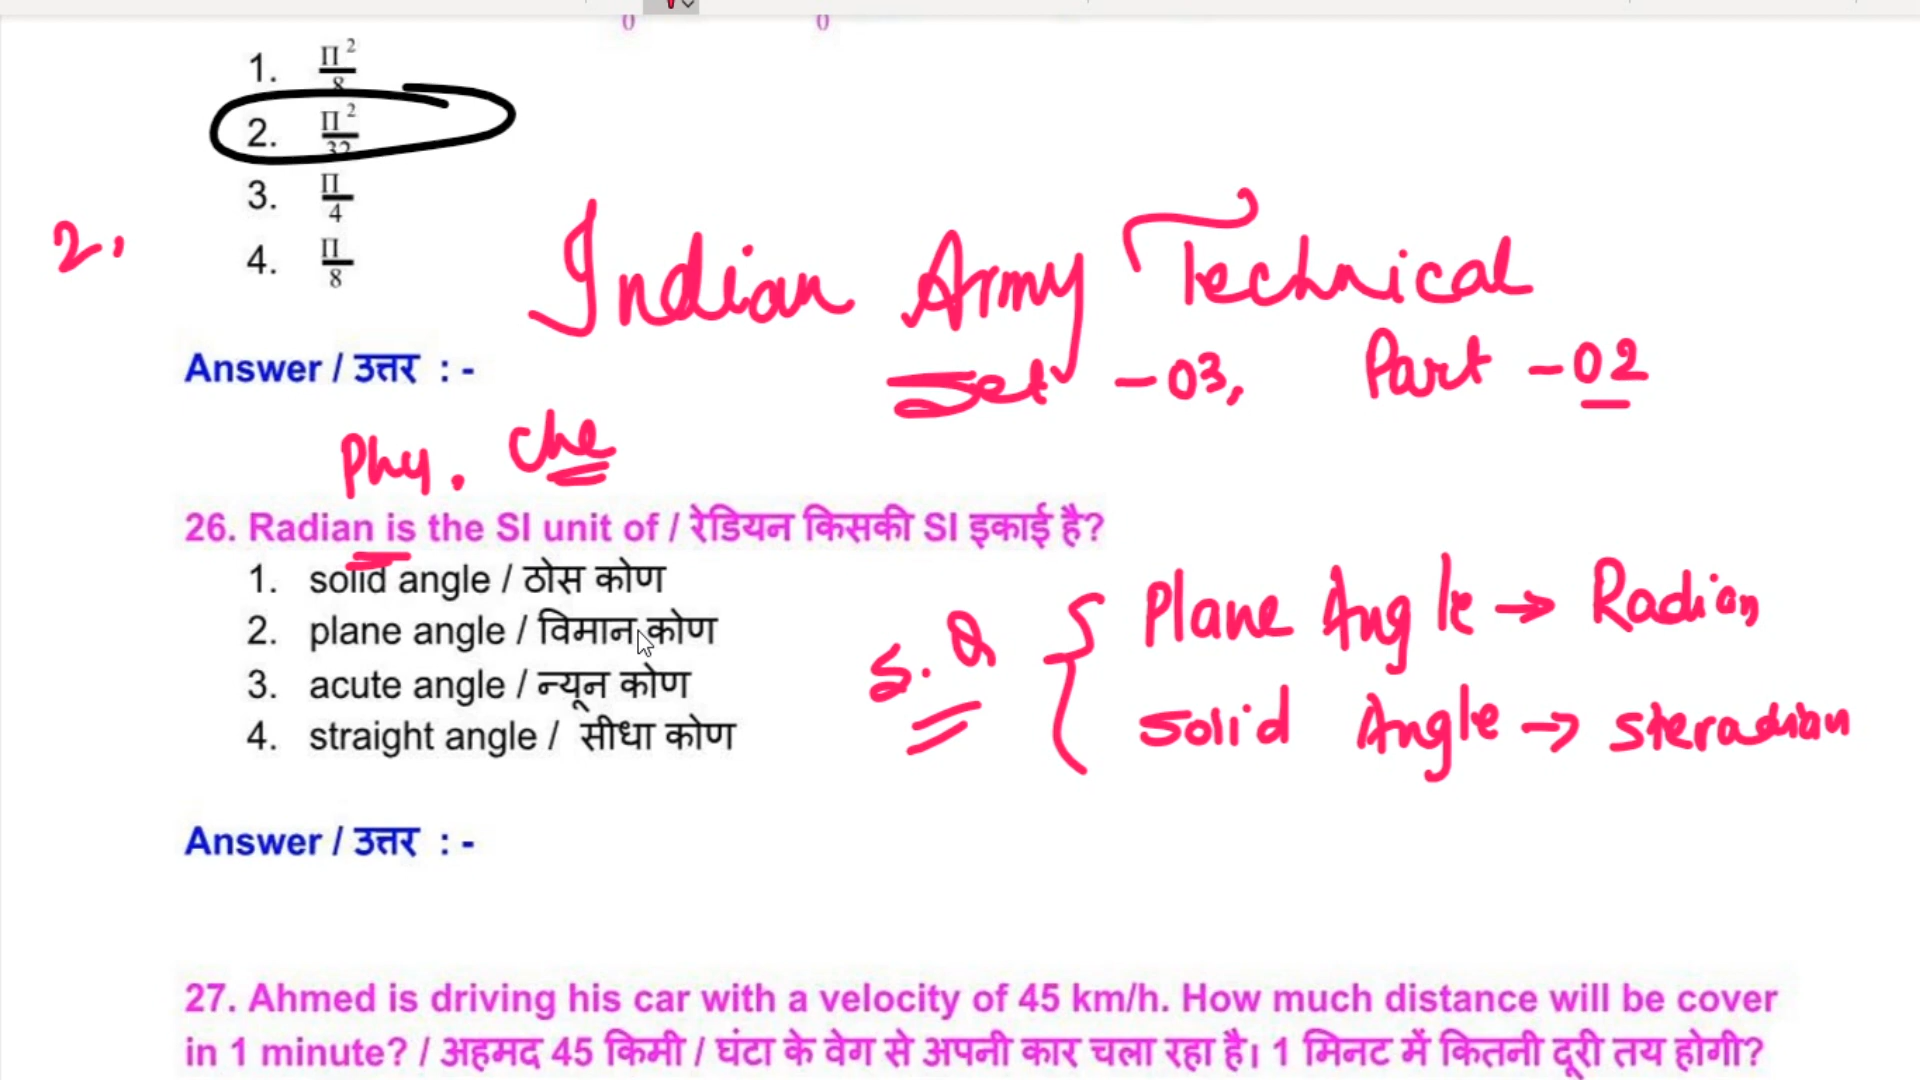 0 0
1. Π²/8
2. Π²/32
3. Π/4
2.
4. Π/8
Indian Army Technical
Answer / उत्तर : -
Set -03, Part -02
Phy. Che
26. Radian is the SI unit of / रेडियन किसकी SI इकाई है?
1. solid angle / ठोस कोण
2. plane angle / विमान कोण
3. acute angle / न्यून कोण
4. straight angle / सीधा कोण
S.Q
Plane Angle → Radian
Solid Angle → Steradian
Answer / उत्तर : -
27. Ahmed is driving his car with a velocity of 45 km/h. How much distance will be cover
in 1 minute? / अहमद 45 किमी / घंटा के वेग से अपनी कार चला रहा है। 1 मिनट में कितनी दूरी तय होगी?